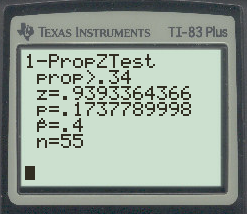 TEXAS INSTRUMENTS TI-83 Plus
1-PropZTest
prop>.34
z=.9393364366
p=.1737789998
p̂=.4
n=55